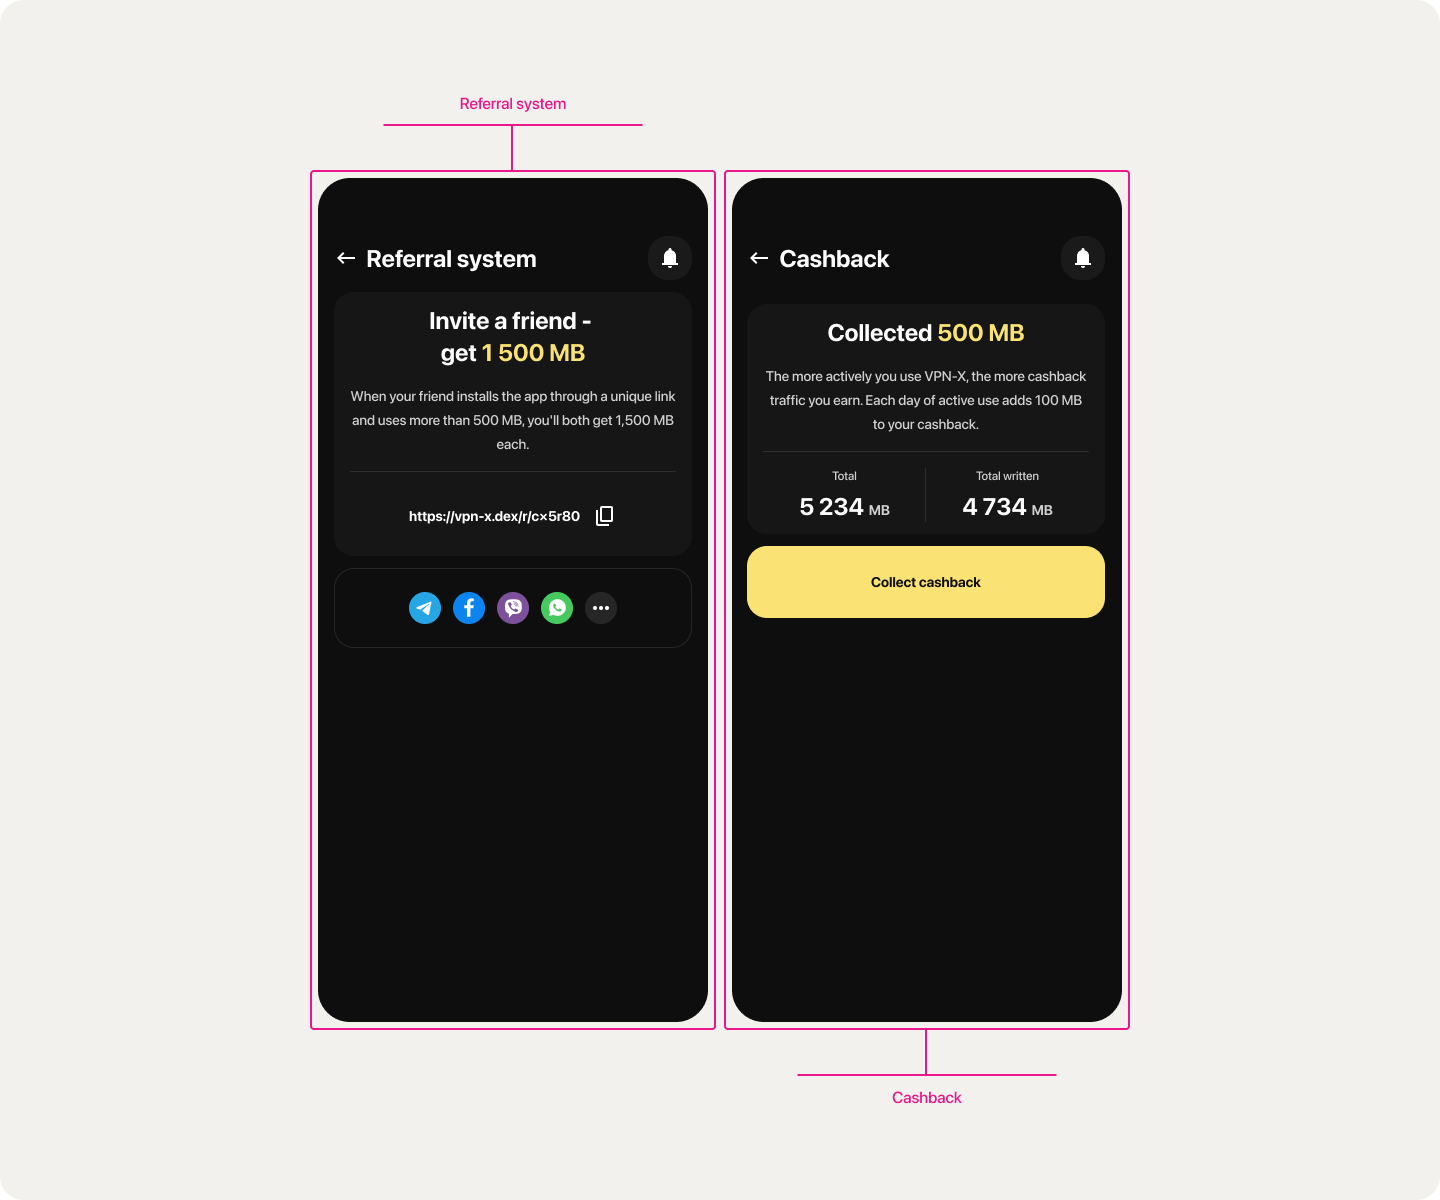 Referral system
Referral system
Invite a friend -
get 1 500 MB
When your friend installs the app through a unique link
and uses more than 500 MB, you'll both get 1,500 MB
each.
https://vpn-x.dex/r/c×5r80
Cashback
Collected 500 MB
The more actively you use VPN-X, the more cashback
traffic you earn. Each day of active use adds 100 MB
to your cashback.
Total
5 234 MB
Total written
4 734 MB
Collect cashback
Cashback